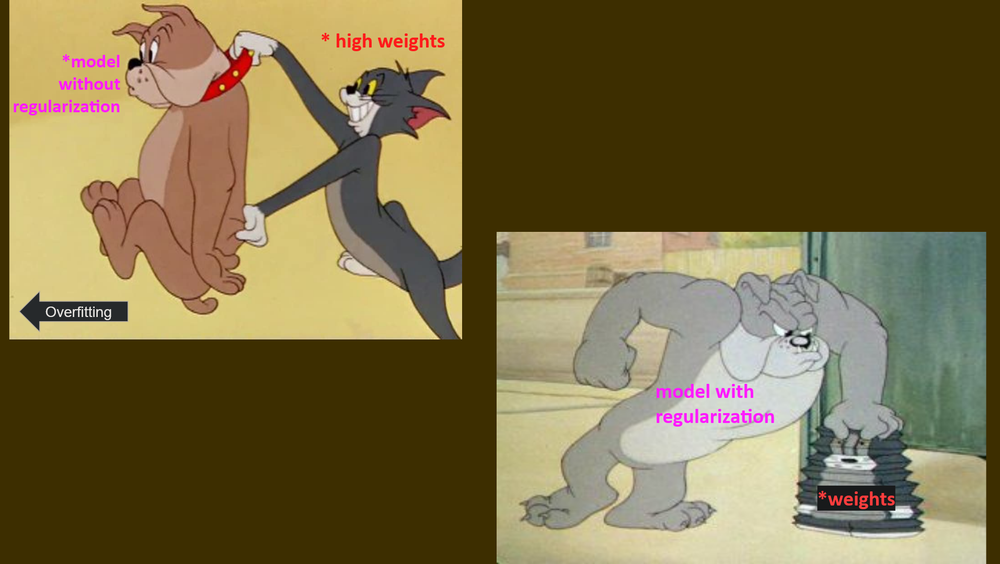 * high weights
*model
without
regularization
Overfitting
model with
regularization
*weights